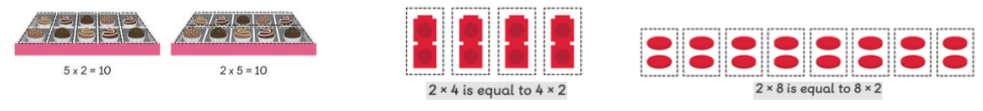 5 x 2 = 10
2 x 5 = 10
2 × 4 is equal to 4 × 2
2 × 8 is equal to 8 × 2